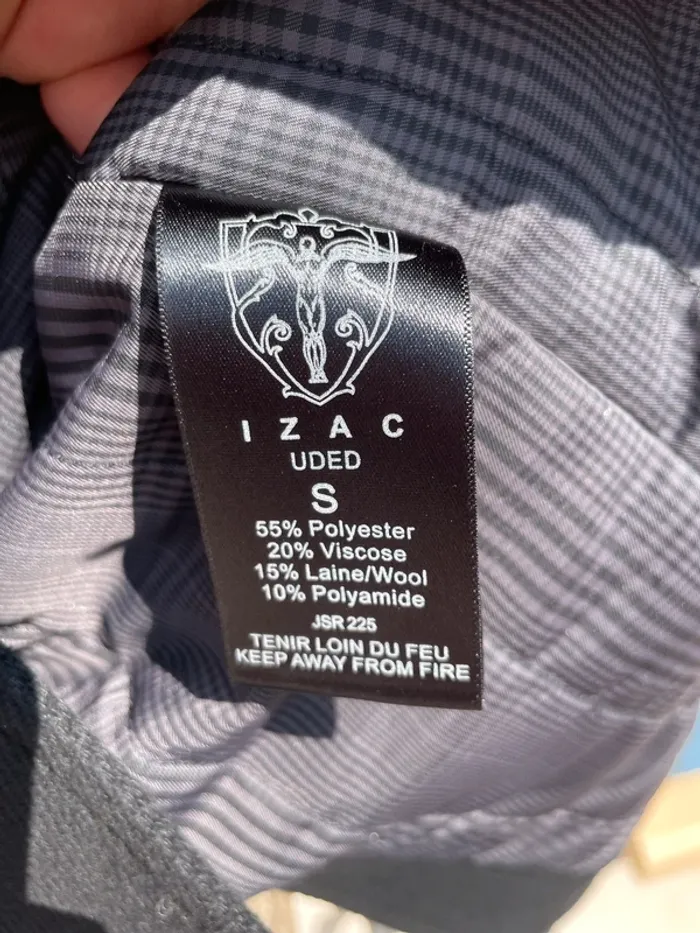 I Z A C
UDED
S
55% Polyester
20% Viscose
15% Laine/Wool
10% Polyamide
JSR 225
TENIR LOIN DU FEU
KEEP AWAY FROM FIRE